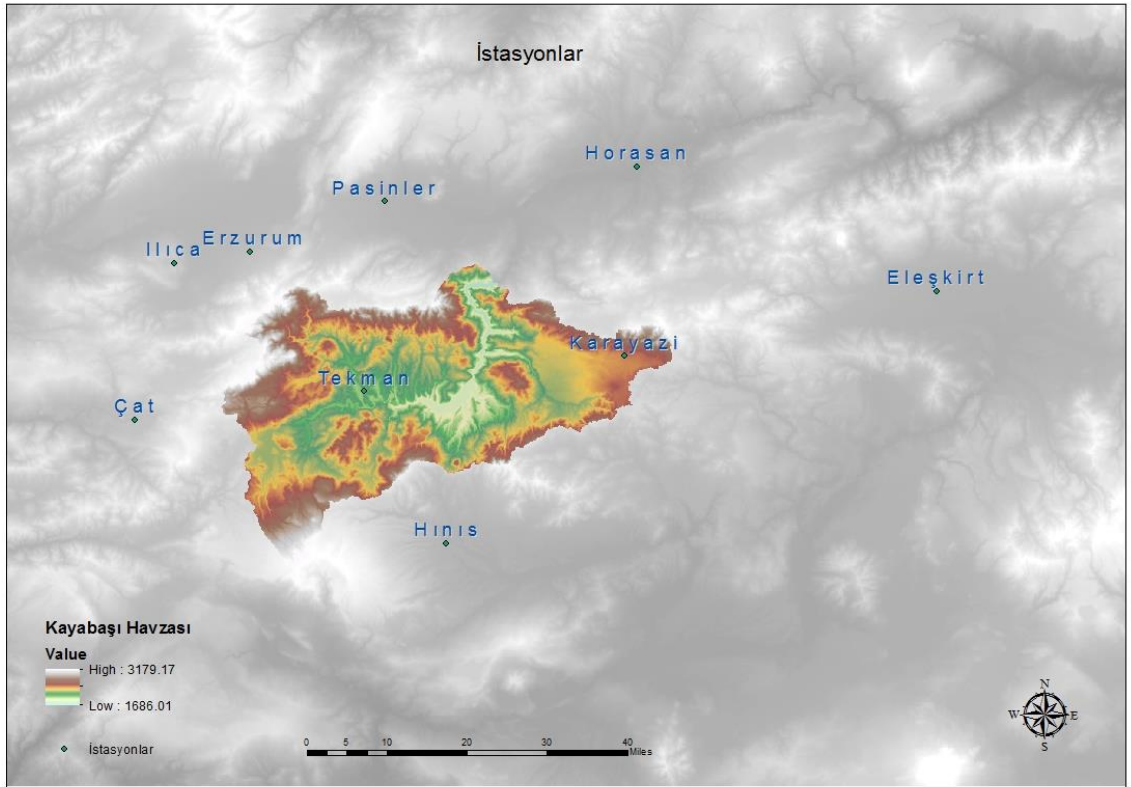 İstasyonlar
Horasan
Pasinler
Erzurum
Ilıca
Eleşkirt
Karayazi
Tekman
Çat
Hınıs
Kayabaşı Havzası
Value
High : 3179.17
Low : 1686.01
İstasyonlar
0 5 10 20 30 40
Miles
N
W E
S